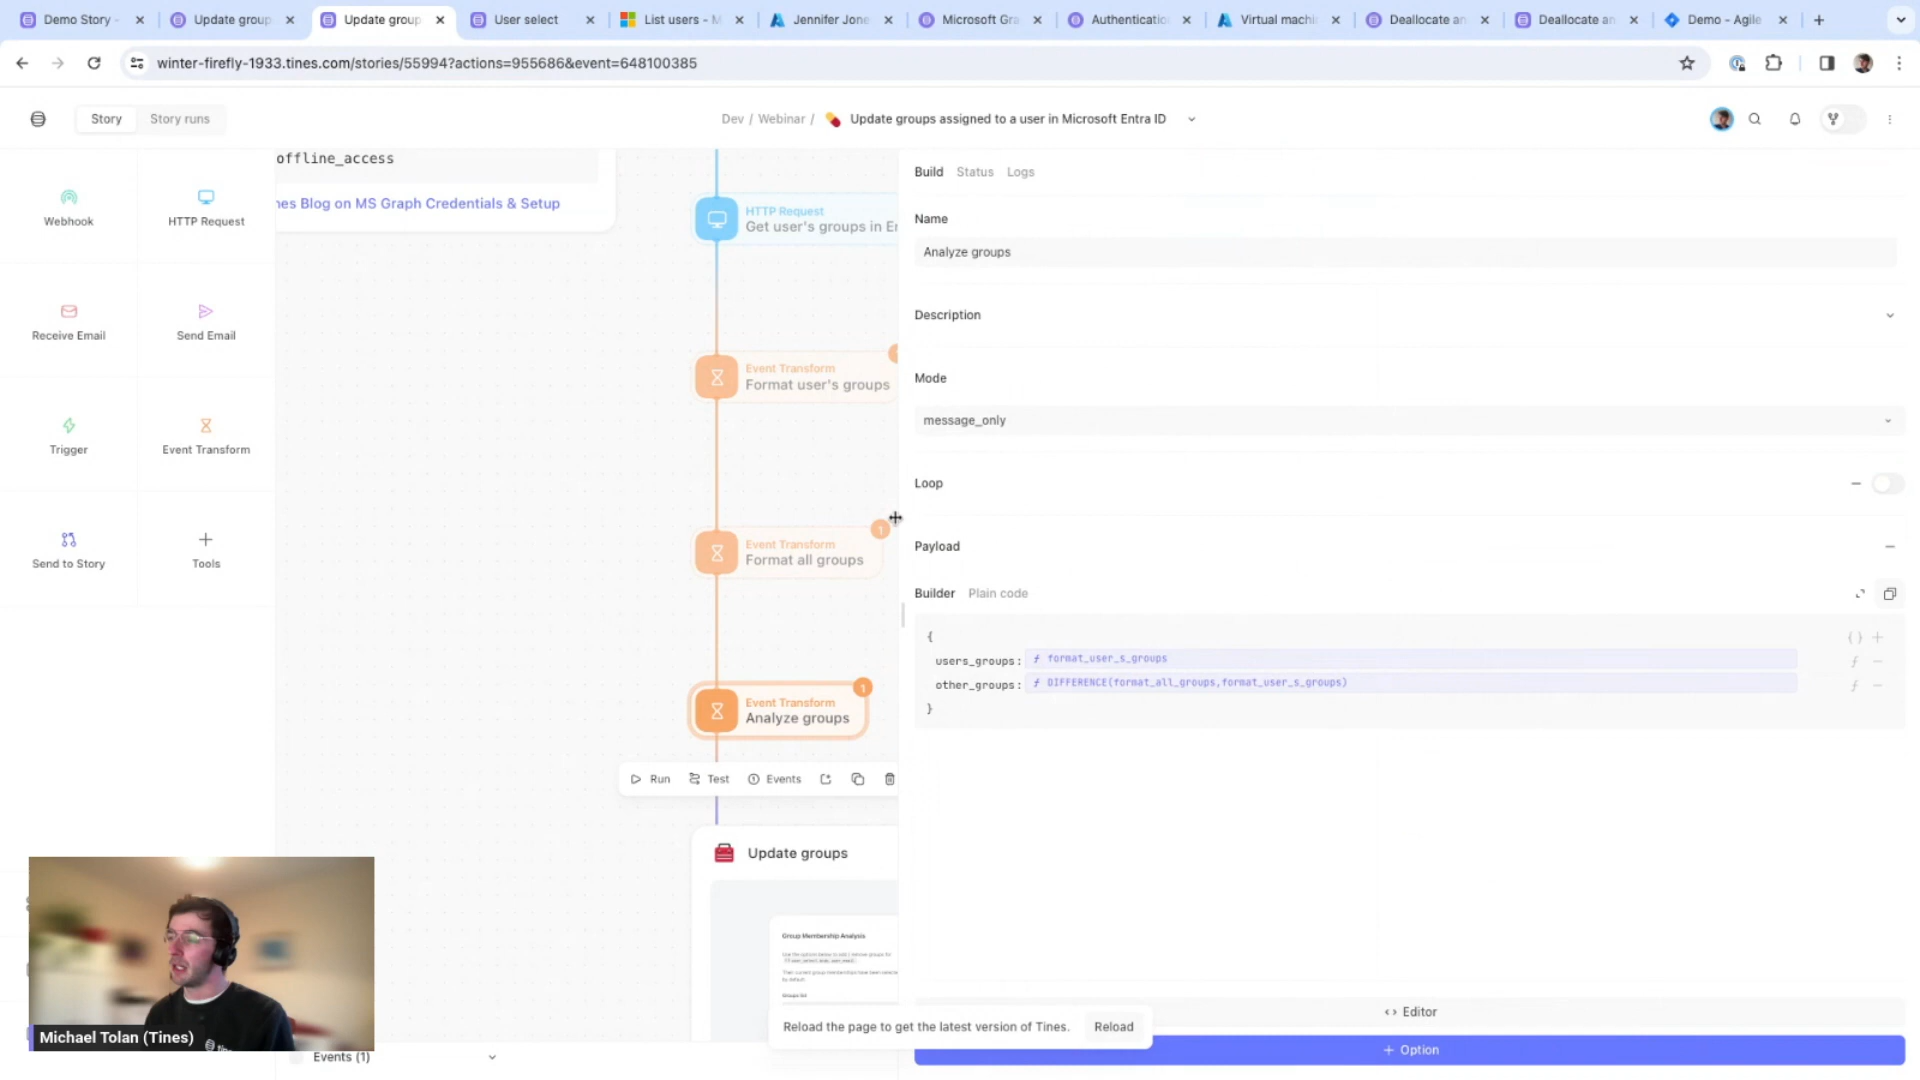 Demo Story -
Update group
Update group
User select
List users - M
Jennifer Jone
Microsoft Gra
Authenticatio
Virtual machi
Deallocate an
Deallocate an
Demo - Agile
winter-firefly-1933.tines.com/stories/55994?actions=955686&event=648100385
Story
Story runs
Dev / Webinar / Update groups assigned to a user in Microsoft Entra ID
Webhook
HTTP Request
Receive Email
Send Email
Trigger
Event Transform
Send to Story
Tools
offline_access
nes Blog on MS Graph Credentials & Setup
HTTP Request
Get user's groups in En
Event Transform
Format user's groups
Event Transform
Format all groups
1
Event Transform
Analyze groups
1
Run
Test
Events
Update groups
Group Membership Analysis
Groups list
Build
Status
Logs
Name
Analyze groups
Description
Mode
message_only
Loop
Payload
Builder
Plain code
{
users_groups: format_user_s_groups
other_groups: DIFFERENCE(format_all_groups,format_user_s_groups)
}
Reload the page to get the latest version of Tines.
Reload
<> Editor
+ Option
Events (1)
Michael Tolan (Tines)